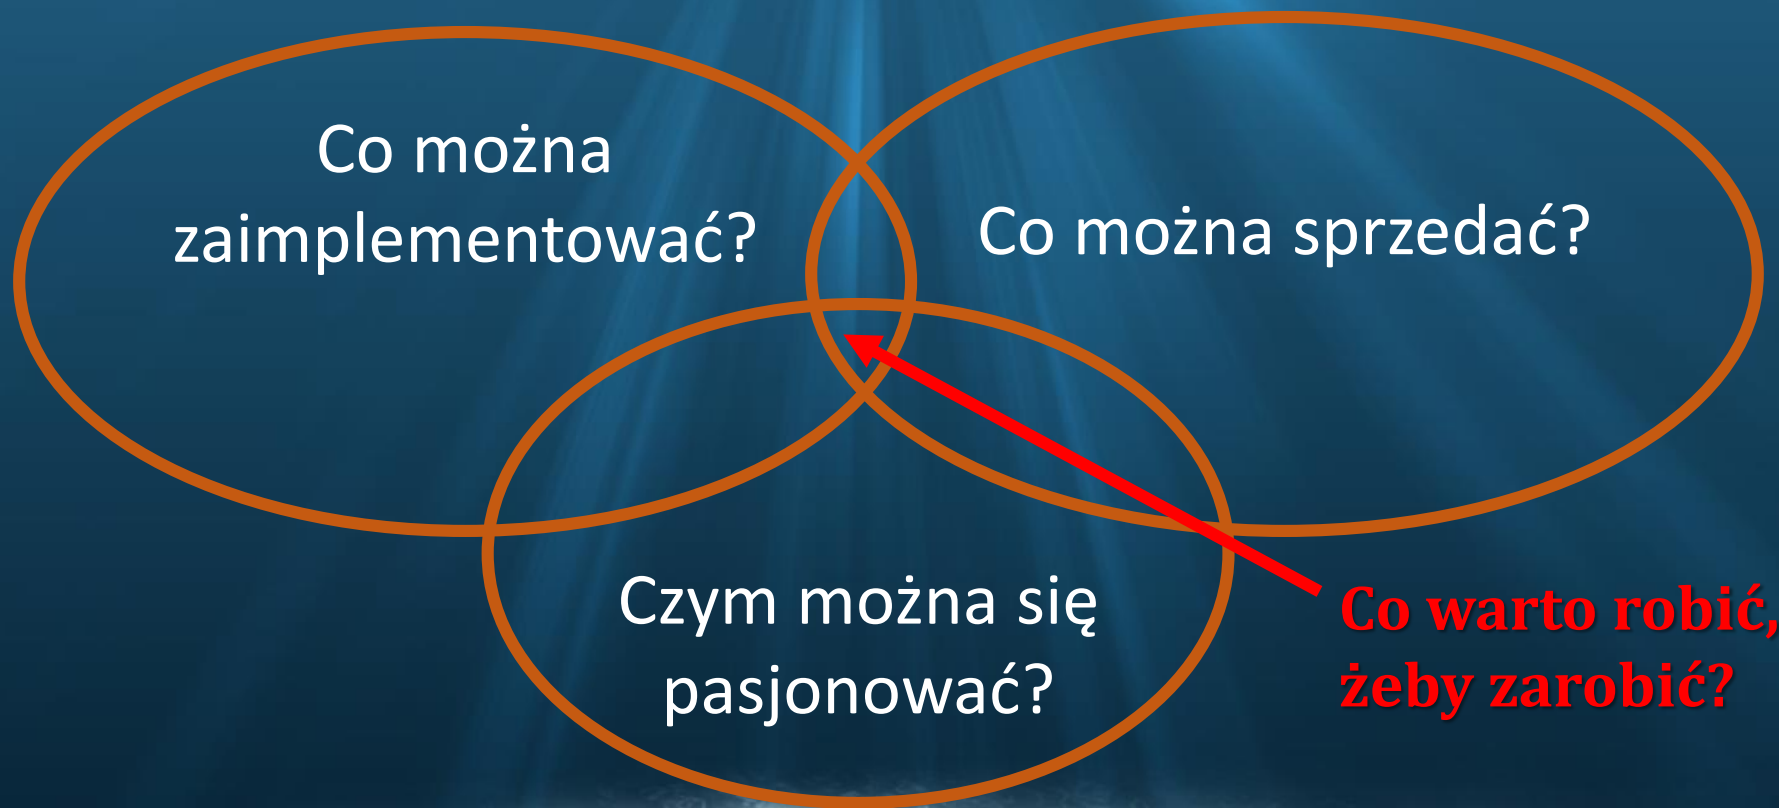 Co można
zaimplementować?
Co można sprzedać?
Czym można się
pasjonować?
Co warto robić,
żeby zarobić?